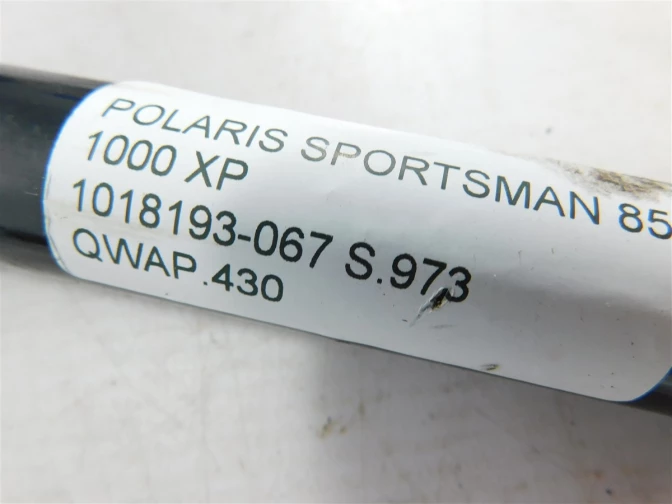 POLARIS SPORTSMAN 85
1000 XP
1018193-067 S.973
QWAP.430